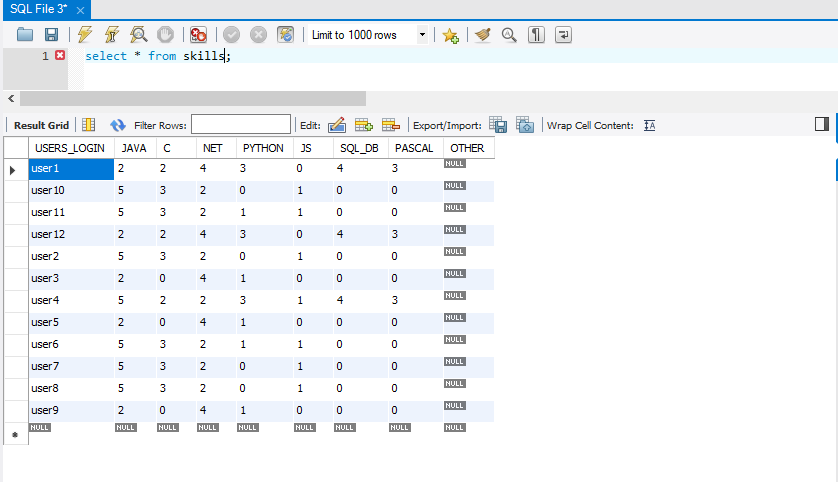 SQL File 3*
Limit to 1000 rows
1 select * from skills;
Result Grid Filter Rows: Edit: Export/Import: Wrap Cell Content:
USERS_LOGIN JAVA C NET PYTHON JS SQL_DB PASCAL OTHER
user1 2 2 4 3 0 4 3 NULL
user10 5 3 2 0 1 0 0 NULL
user11 5 3 2 1 1 0 0 NULL
user12 2 2 4 3 0 4 3 NULL
user2 5 3 2 0 1 0 0 NULL
user3 2 0 4 1 0 0 0 NULL
user4 5 2 2 3 1 4 3 NULL
user5 2 0 4 1 0 0 0 NULL
user6 5 3 2 1 1 0 0 NULL
user7 5 3 2 0 1 0 0 NULL
user8 5 3 2 0 1 0 0 NULL
user9 2 0 4 1 0 0 0 NULL
NULL NULL NULL NULL NULL NULL NULL NULL NULL